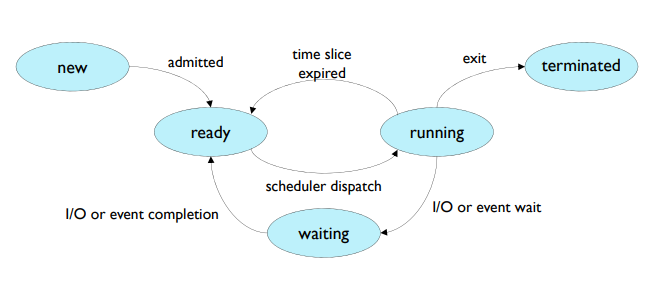 new
admitted
time slice
expired
exit
terminated
ready
running
scheduler dispatch
I/O or event completion
I/O or event wait
waiting